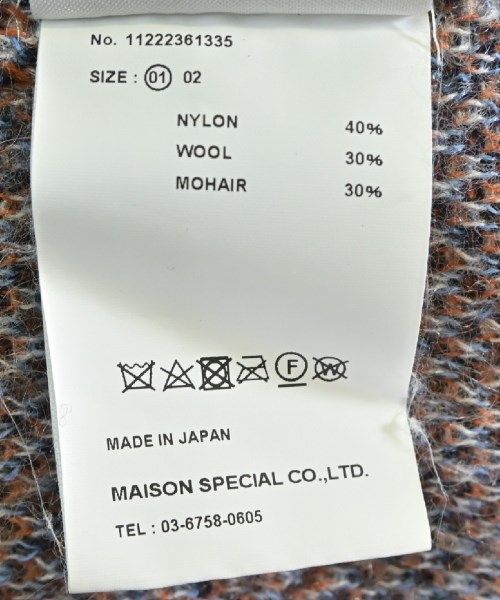 No. 11222361335
SIZE : 01 02
NYLON 40%
WOOL 30%
MOHAIR 30%
F W
MADE IN JAPAN
MAISON SPECIAL CO.,LTD.
TEL : 03-6758-0605